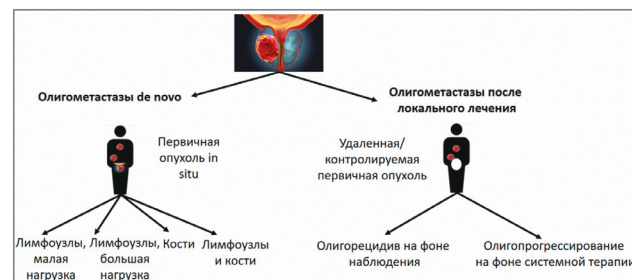 Олигометастазы de novo
Олигометастазы после
локального лечения
Первичная
опухоль in
situ
Удаленная/
контролируемая
первичная опухоль
Лимфоузлы,
малая
нагрузка
Лимфоузлы,
большая
нагрузка
Кости
Лимфоузлы
и кости
Олигорецидив на фоне
наблюдения
Олигопрогрессирование
на фоне системной терапии